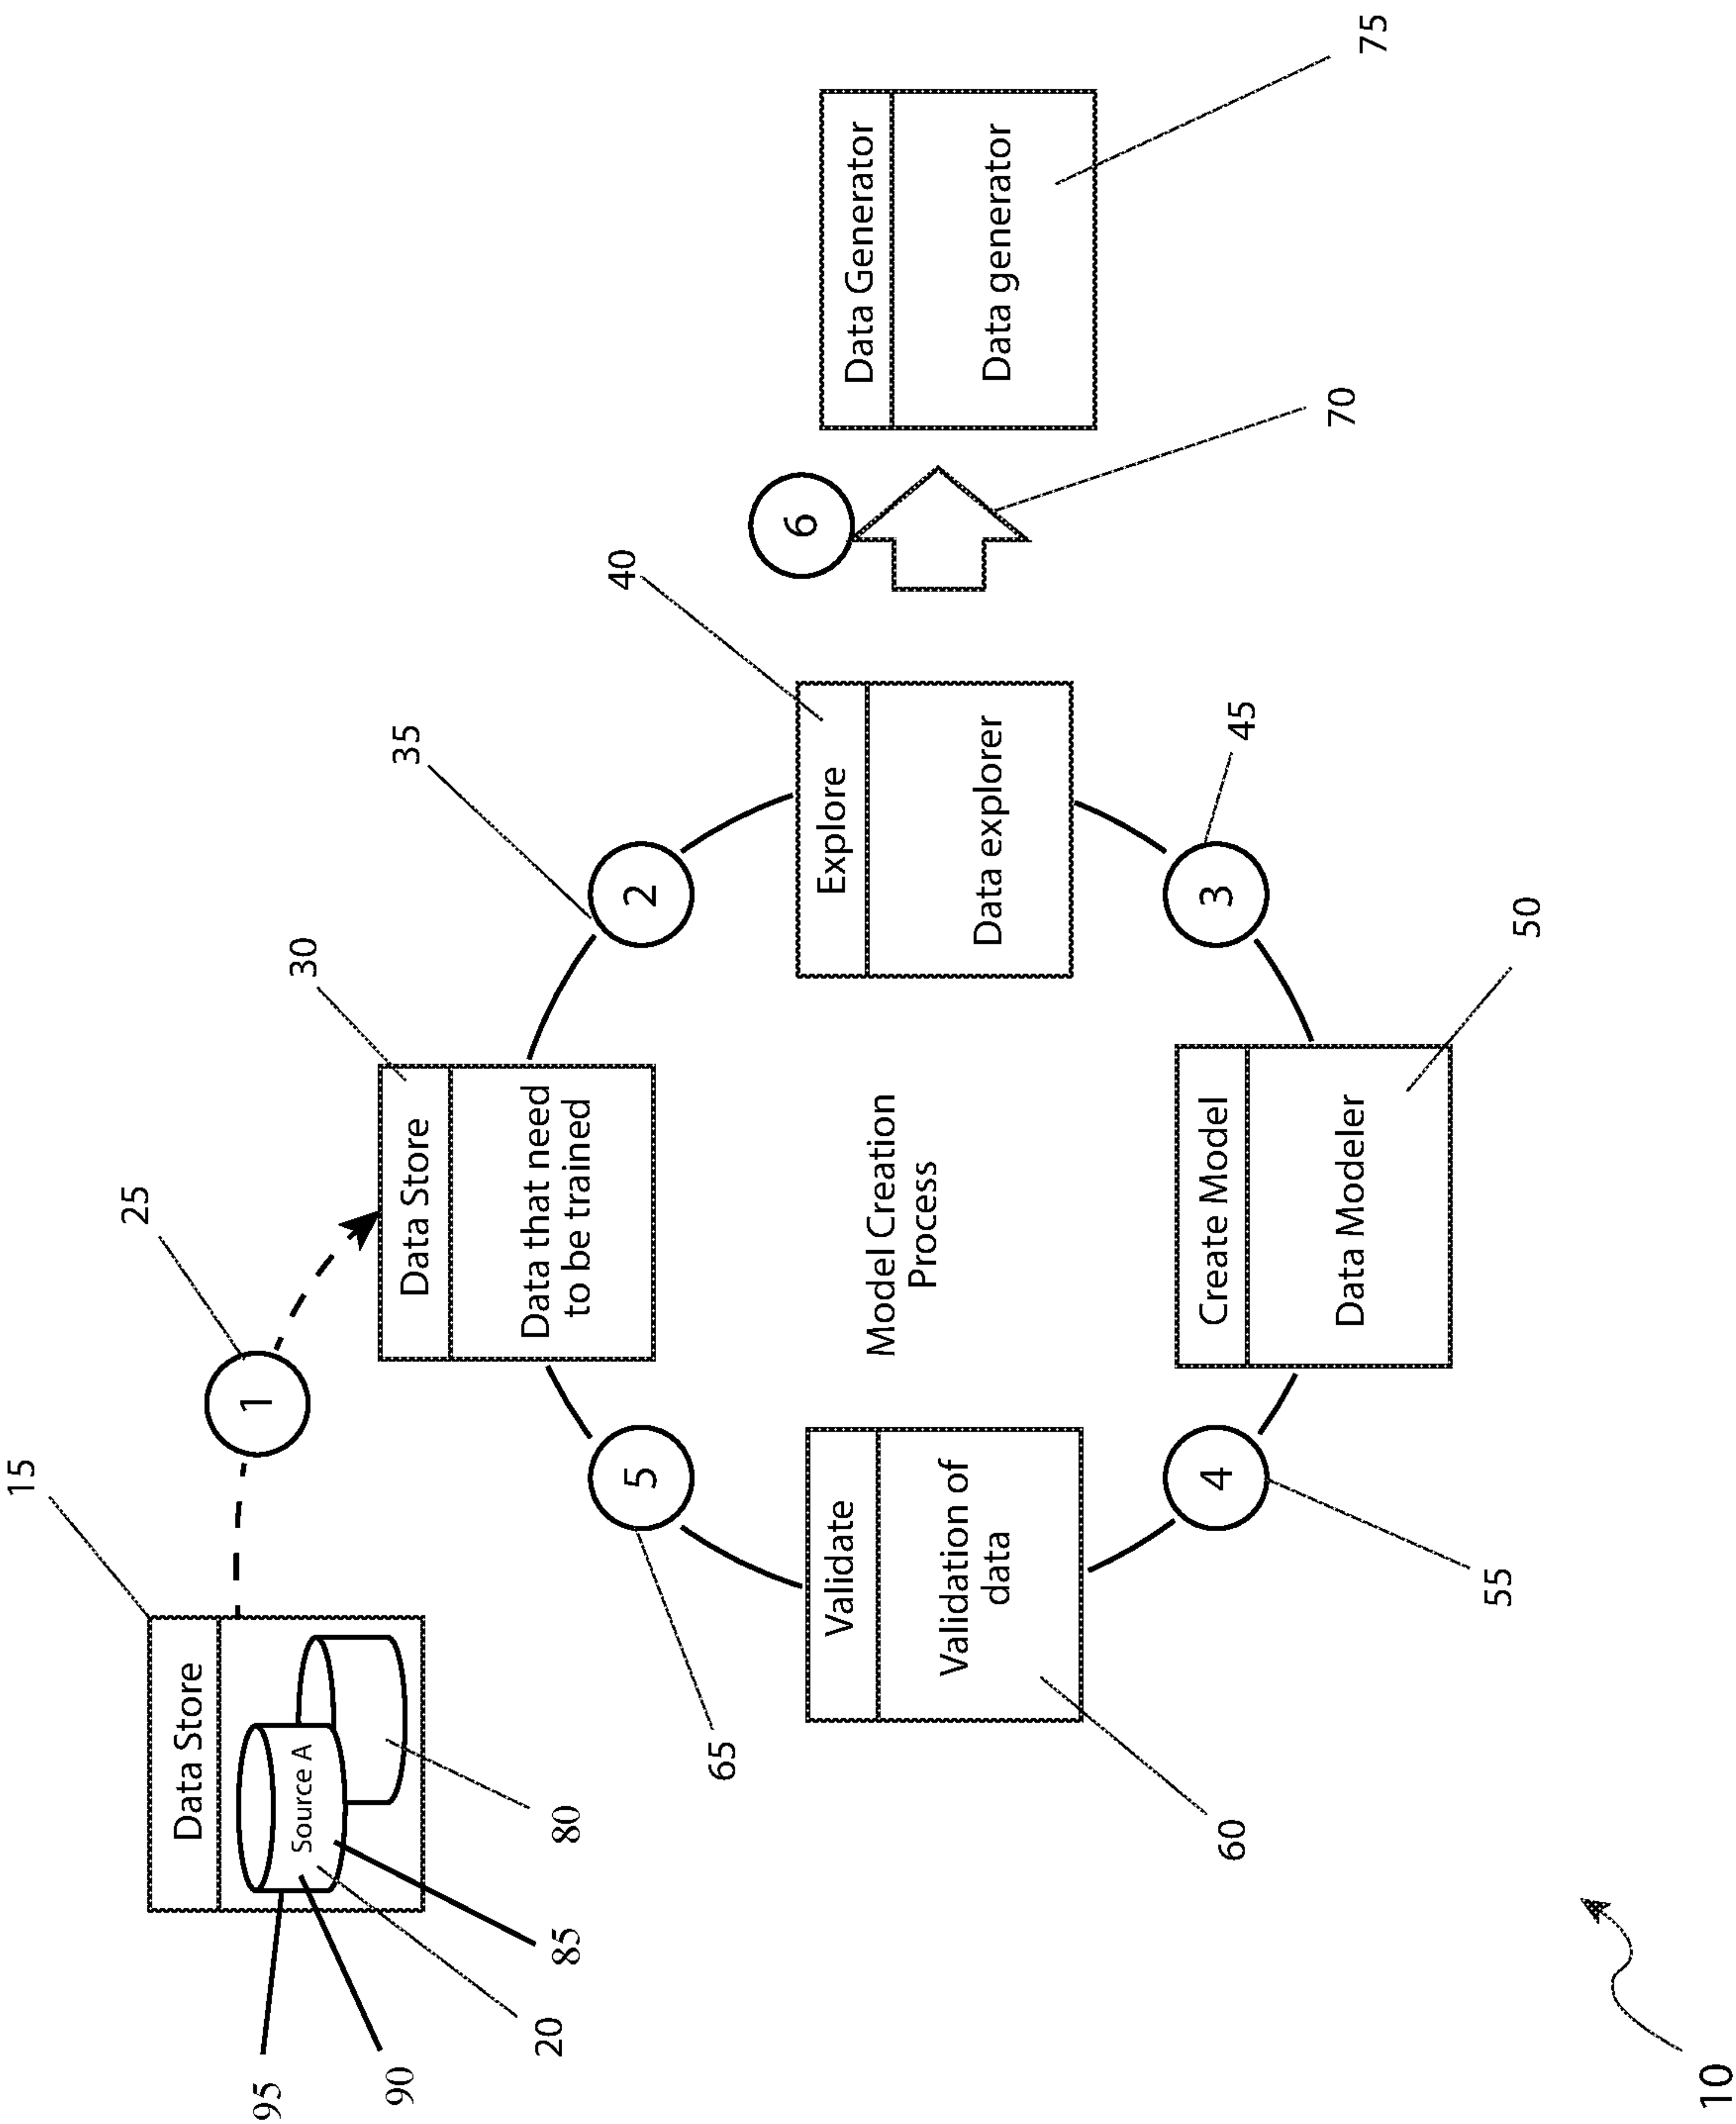 15
Data Store
Source A
95
90
20
85
80
1
25
30
Data Store
Data that need
to be trained
35
2
40
Explore
Data explorer
3
45
Create Model
Data Modeler
50
4
55
Validate
Validation of
data
60
5
65
Model Creation
Process
6
70
Data Generator
Data generator
75
10